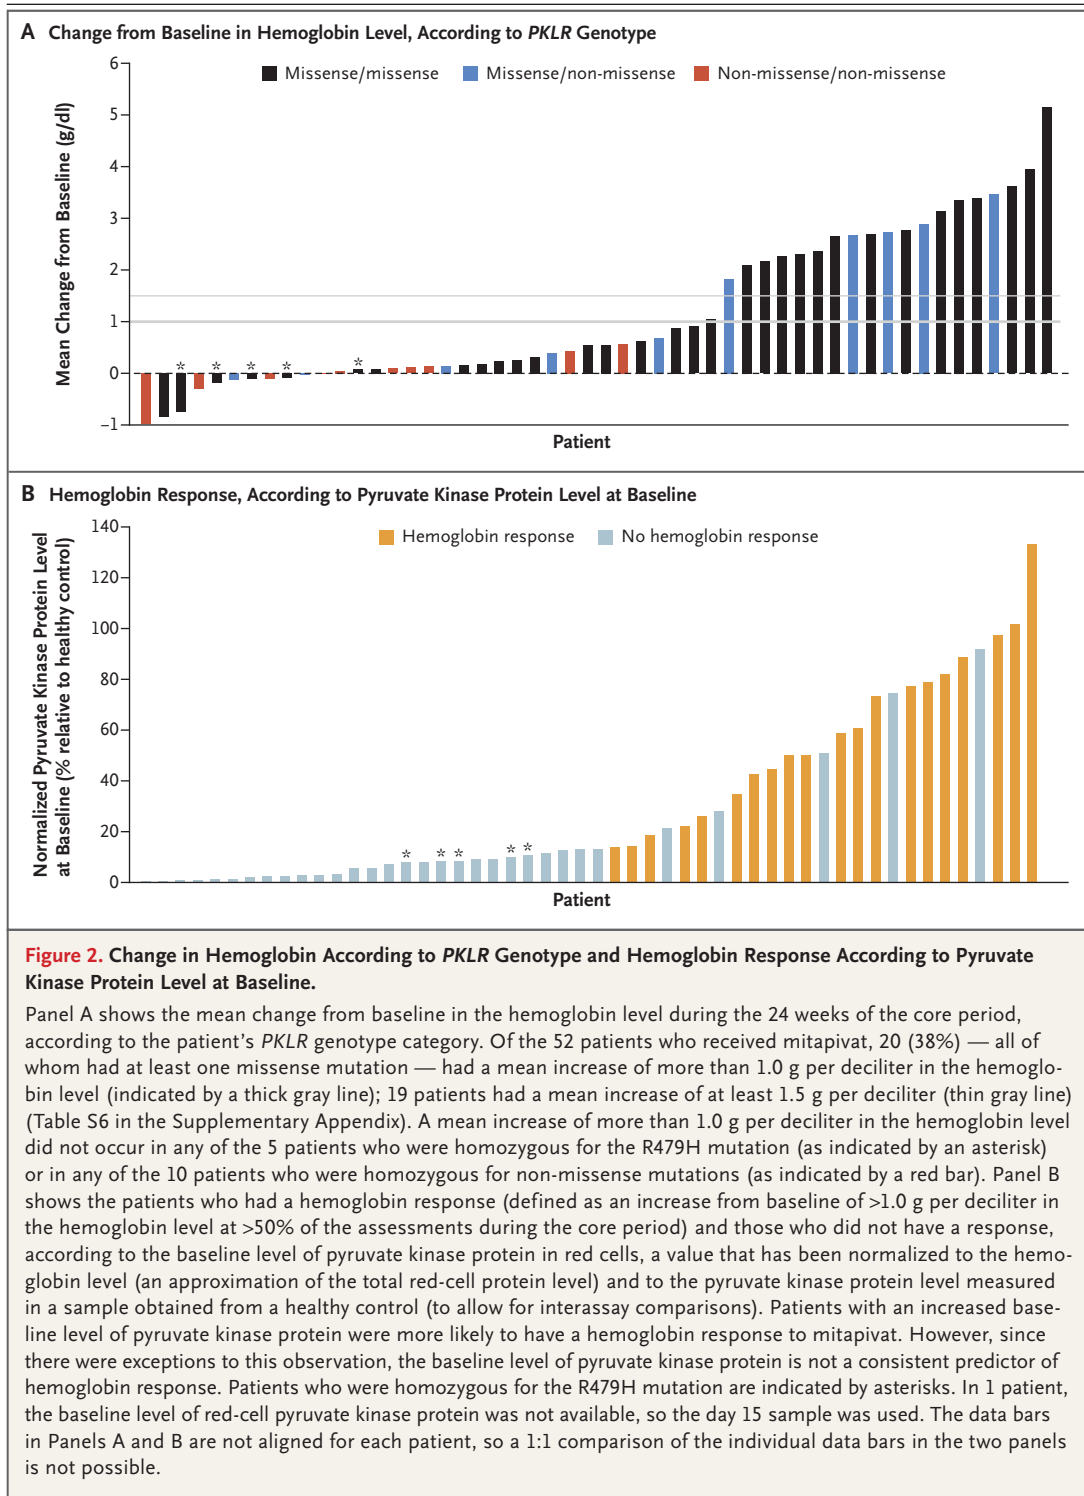 A Change from Baseline in Hemoglobin Level, According to PKLR Genotype
Mean Change from Baseline (g/dl)
6
5
4
3
2
1
0
−1
Missense/missense
Missense/non-missense
Non-missense/non-missense
* * * * *
Patient
B Hemoglobin Response, According to Pyruvate Kinase Protein Level at Baseline
Normalized Pyruvate Kinase Protein Level
at Baseline (% relative to healthy control)
140
120
100
80
60
40
20
0
Hemoglobin response
No hemoglobin response
* * * * *
Patient
Figure 2. Change in Hemoglobin According to PKLR Genotype and Hemoglobin Response According to Pyruvate
Kinase Protein Level at Baseline.
Panel A shows the mean change from baseline in the hemoglobin level during the 24 weeks of the core period,
according to the patient’s PKLR genotype category. Of the 52 patients who received mitapivat, 20 (38%) — all of
whom had at least one missense mutation — had a mean increase of more than 1.0 g per deciliter in the hemoglo-
bin level (indicated by a thick gray line); 19 patients had a mean increase of at least 1.5 g per deciliter (thin gray line)
(Table S6 in the Supplementary Appendix). A mean increase of more than 1.0 g per deciliter in the hemoglobin level
did not occur in any of the 5 patients who were homozygous for the R479H mutation (as indicated by an asterisk)
or in any of the 10 patients who were homozygous for non-missense mutations (as indicated by a red bar). Panel B
shows the patients who had a hemoglobin response (defined as an increase from baseline of >1.0 g per deciliter in
the hemoglobin level at >50% of the assessments during the core period) and those who did not have a response,
according to the baseline level of pyruvate kinase protein in red cells, a value that has been normalized to the hemo-
globin level (an approximation of the total red-cell protein level) and to the pyruvate kinase protein level measured
in a sample obtained from a healthy control (to allow for interassay comparisons). Patients with an increased base-
line level of pyruvate kinase protein were more likely to have a hemoglobin response to mitapivat. However, since
there were exceptions to this observation, the baseline level of pyruvate kinase protein is not a consistent predictor of
hemoglobin response. Patients who were homozygous for the R479H mutation are indicated by asterisks. In 1 patient,
the baseline level of red-cell pyruvate kinase protein was not available, so the day 15 sample was used. The data bars
in Panels A and B are not aligned for each patient, so a 1:1 comparison of the individual data bars in the two panels
is not possible.